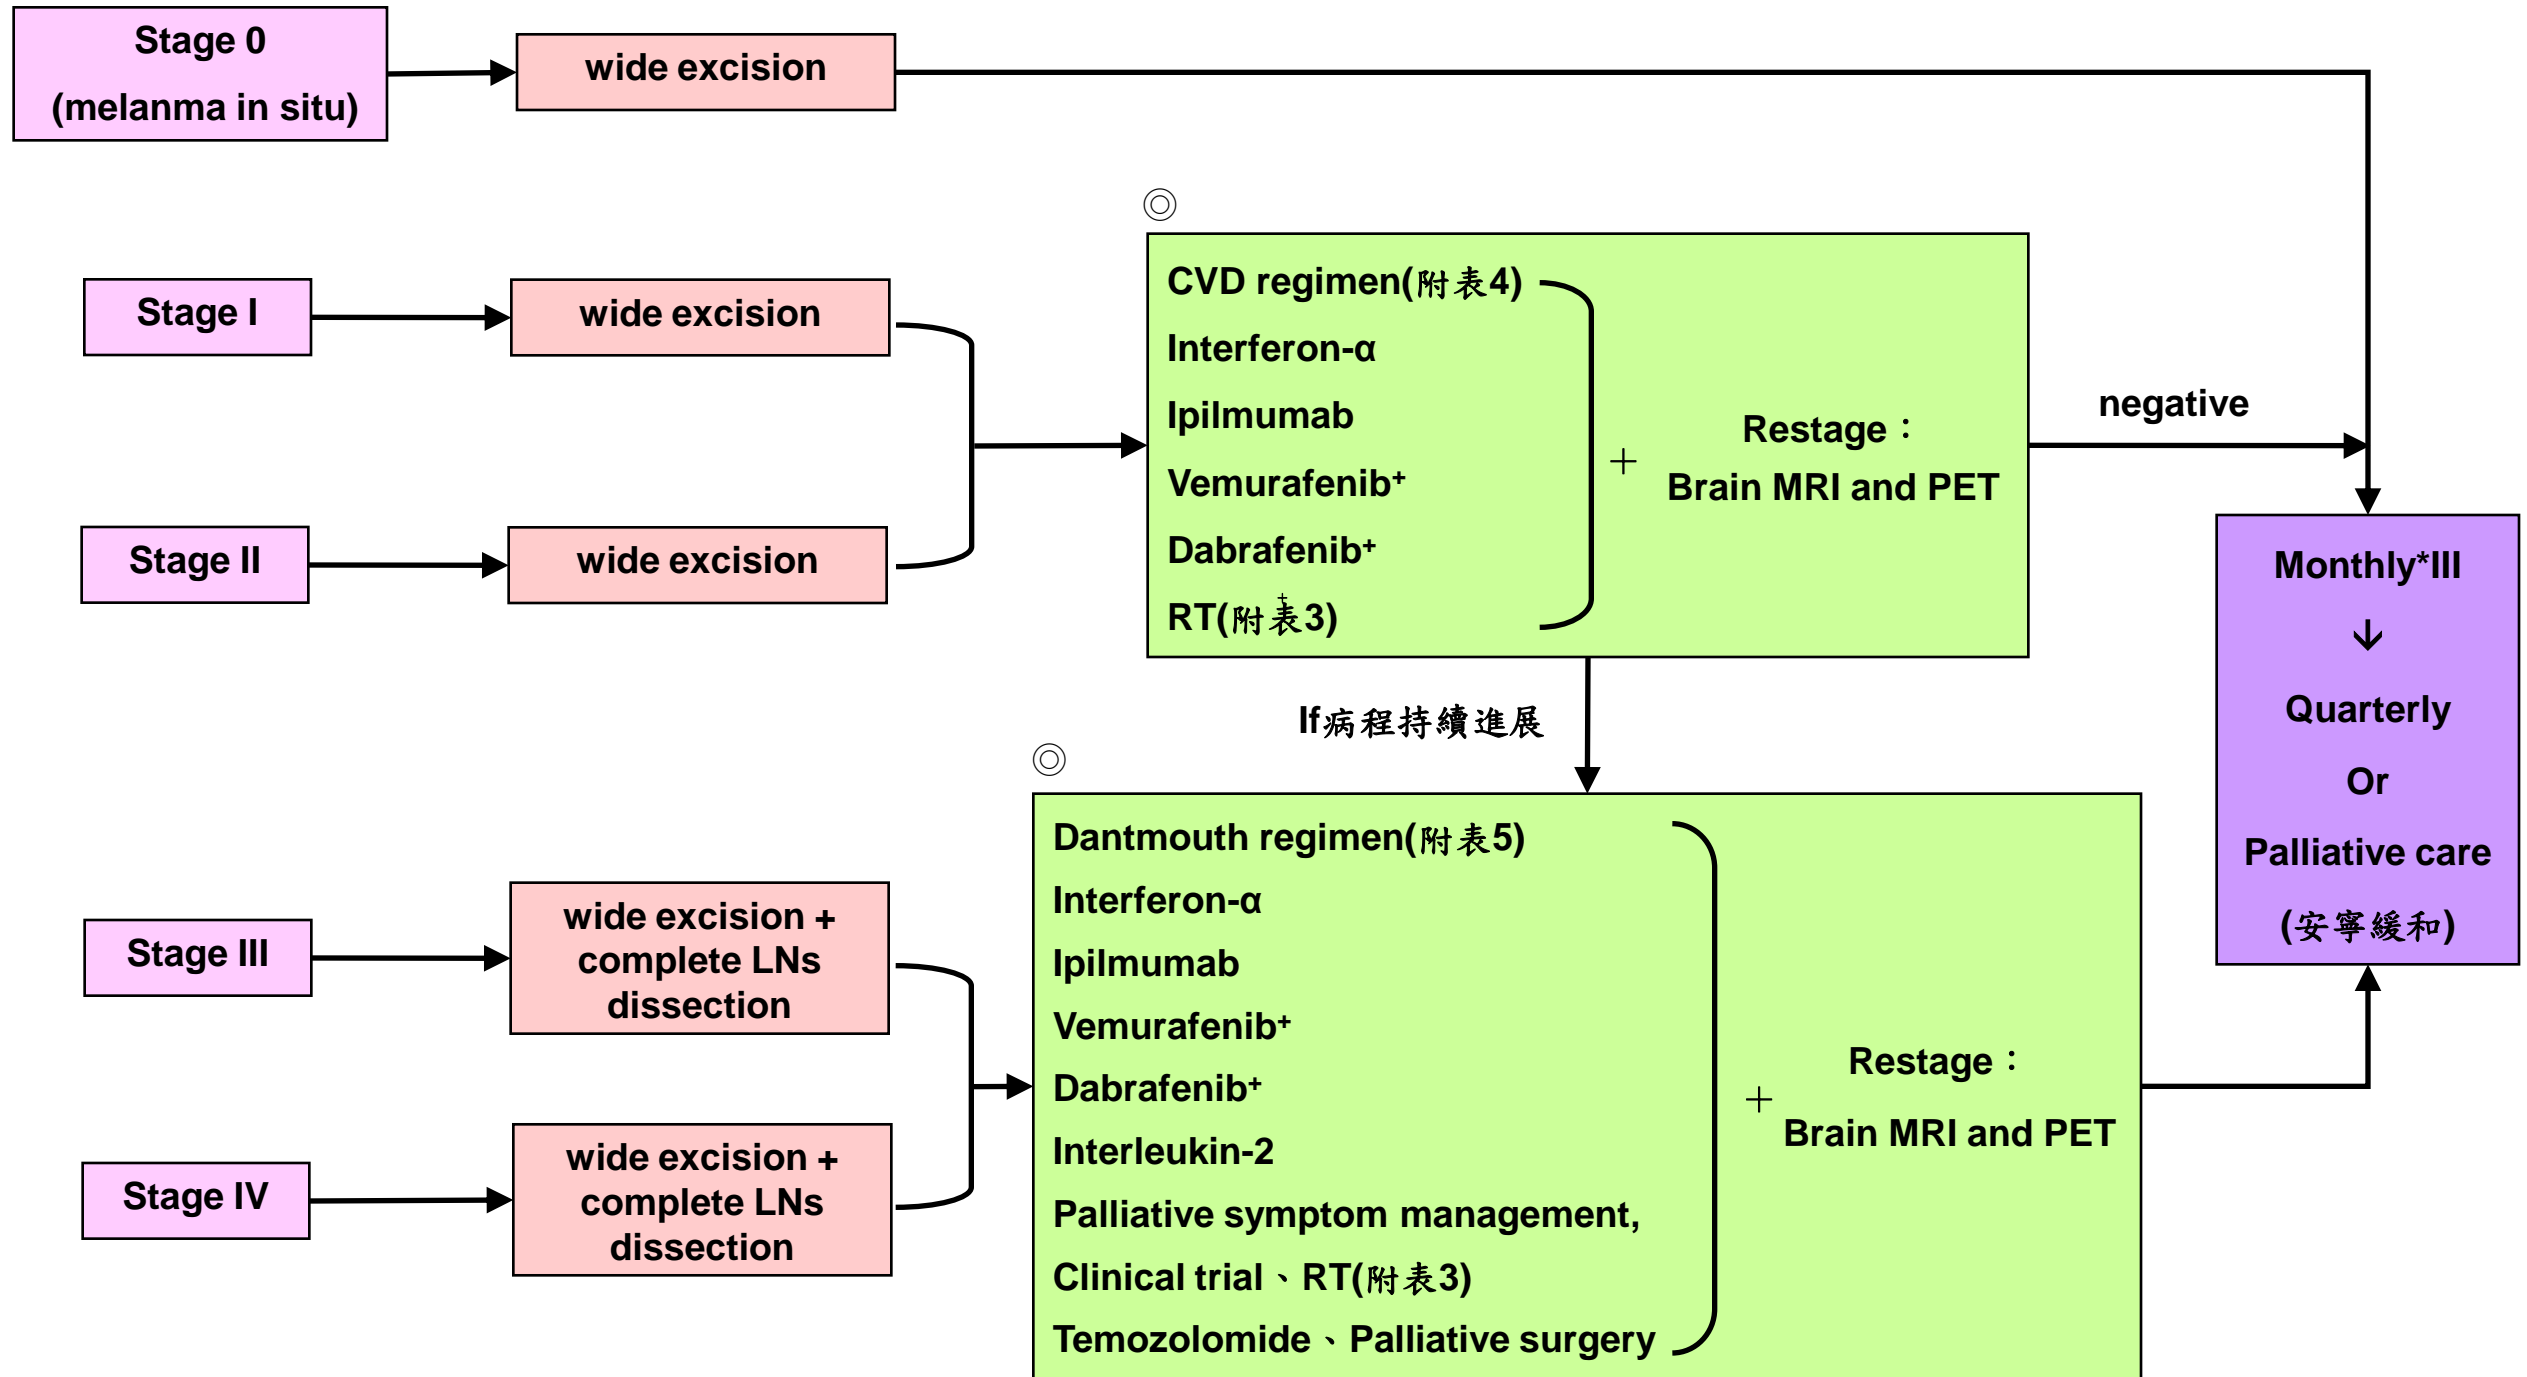 Stage 0
(melanma in situ)
wide excision
◎
Stage I
wide excision
Stage II
wide excision
CVD regimen(附表4)
Interferon-α
Ipilmumab
Vemurafenib⁺
Dabrafenib⁺
+
RT(附表3)
+
Restage：
Brain MRI and PET
negative
If病程持續進展
Monthly*III
↓
Quarterly
Or
Palliative care
(安寧緩和)
◎
Stage III
wide excision +
complete LNs
dissection
Stage IV
wide excision +
complete LNs
dissection
Dantmouth regimen(附表5)
Interferon-α
Ipilmumab
Vemurafenib⁺
Dabrafenib⁺
Interleukin-2
Palliative symptom management,
Clinical trial、RT(附表3)
Temozolomide、Palliative surgery
+
Restage：
Brain MRI and PET